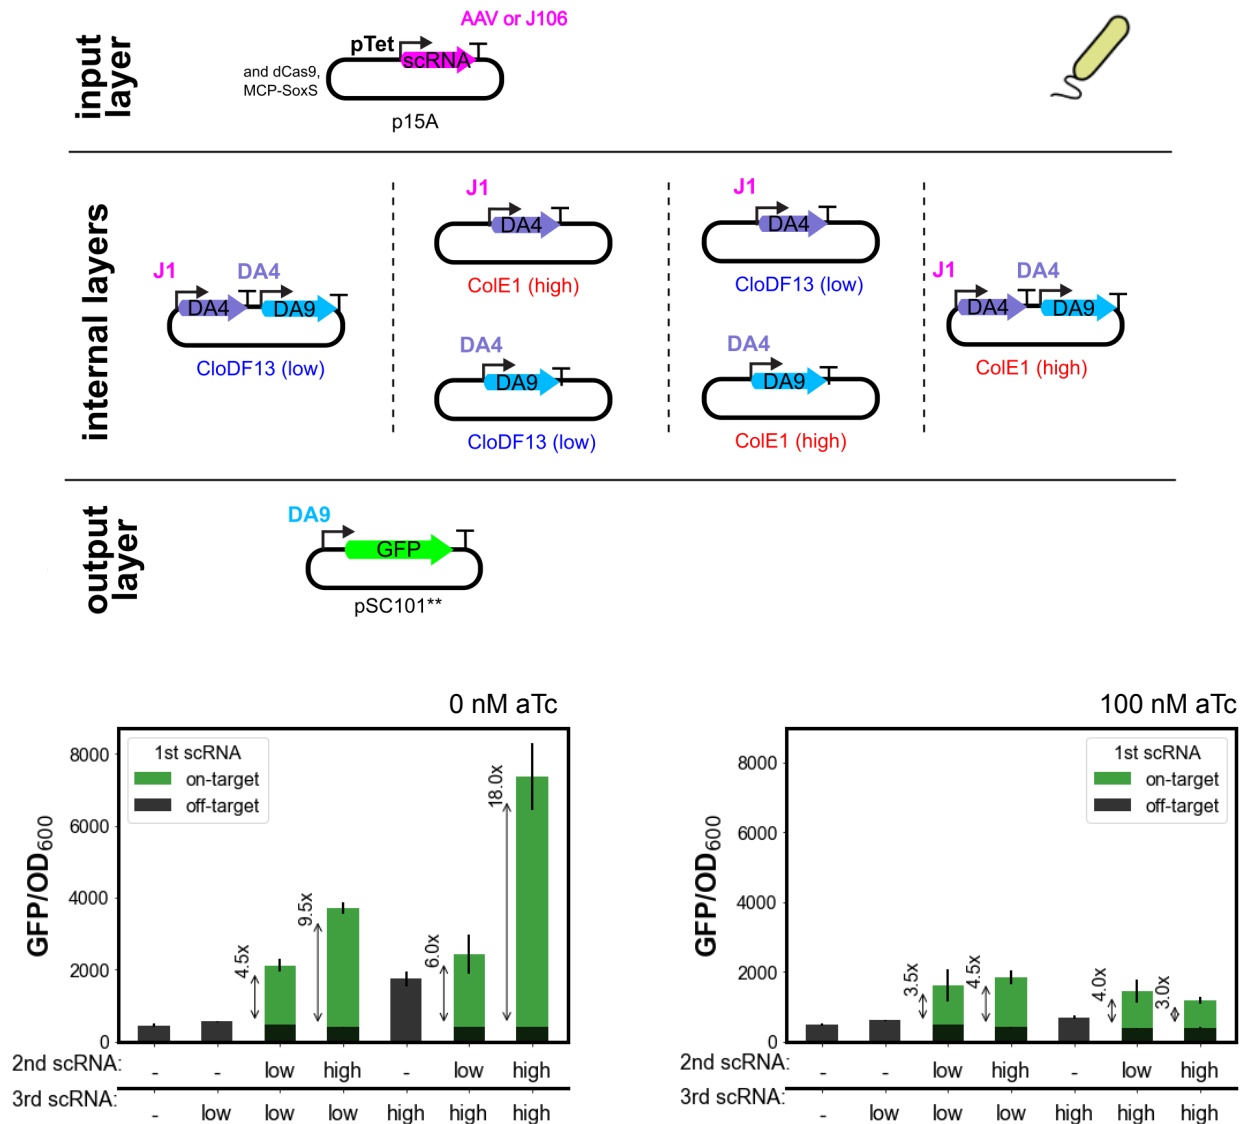 AAV or J106
pTet
scRNA
and dCas9,
MCP-SoxS
p15A
input
layer
internal layers
J1
DA4
DA4
DA9
CloDF13 (low)
J1
DA4
ColE1 (high)
DA4
DA9
CloDF13 (low)
J1
DA4
CloDF13 (low)
DA4
DA9
ColE1 (high)
J1
DA4
DA4
DA9
ColE1 (high)
output
layer
DA9
GFP
pSC101**
0 nM aTc
GFP/OD600
8000
6000
4000
2000
0
1st scRNA
on-target
off-target
4.5x
9.5x
6.0x
18.0x
2nd scRNA: - - low high - low high
3rd scRNA: - low low low high high high
100 nM aTc
GFP/OD600
8000
6000
4000
2000
0
1st scRNA
on-target
off-target
3.5x
4.5x
4.0x
3.0x
2nd scRNA: - - low high - low high
3rd scRNA: - low low low high high high